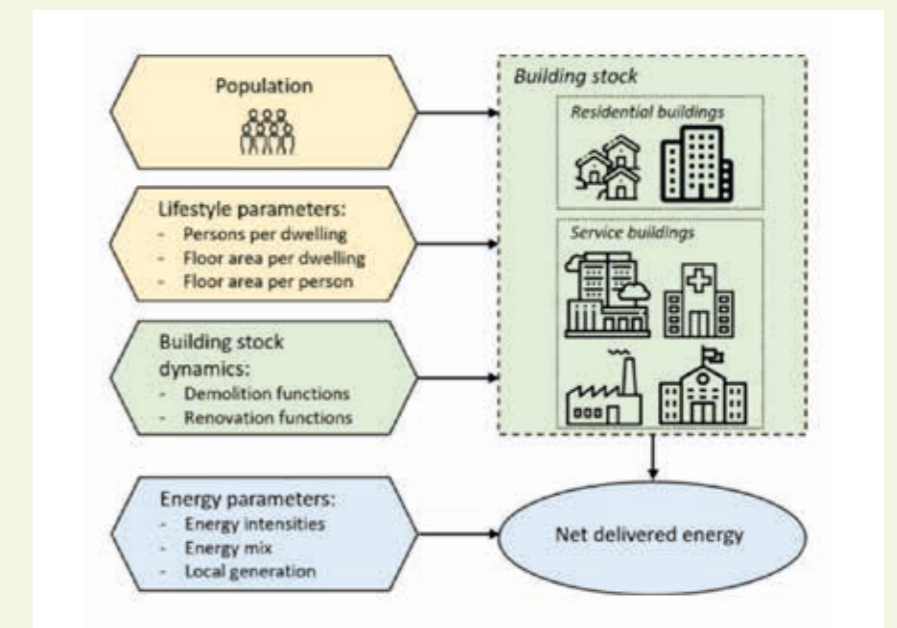 Population
Lifestyle parameters:
- Persons per dwelling
- Floor area per dwelling
- Floor area per person
Building stock
dynamics:
- Demolition functions
- Renovation functions
Energy parameters:
- Energy intensities
- Energy mix
- Local generation
Building stock
Residential buildings
Service buildings
Net delivered energy